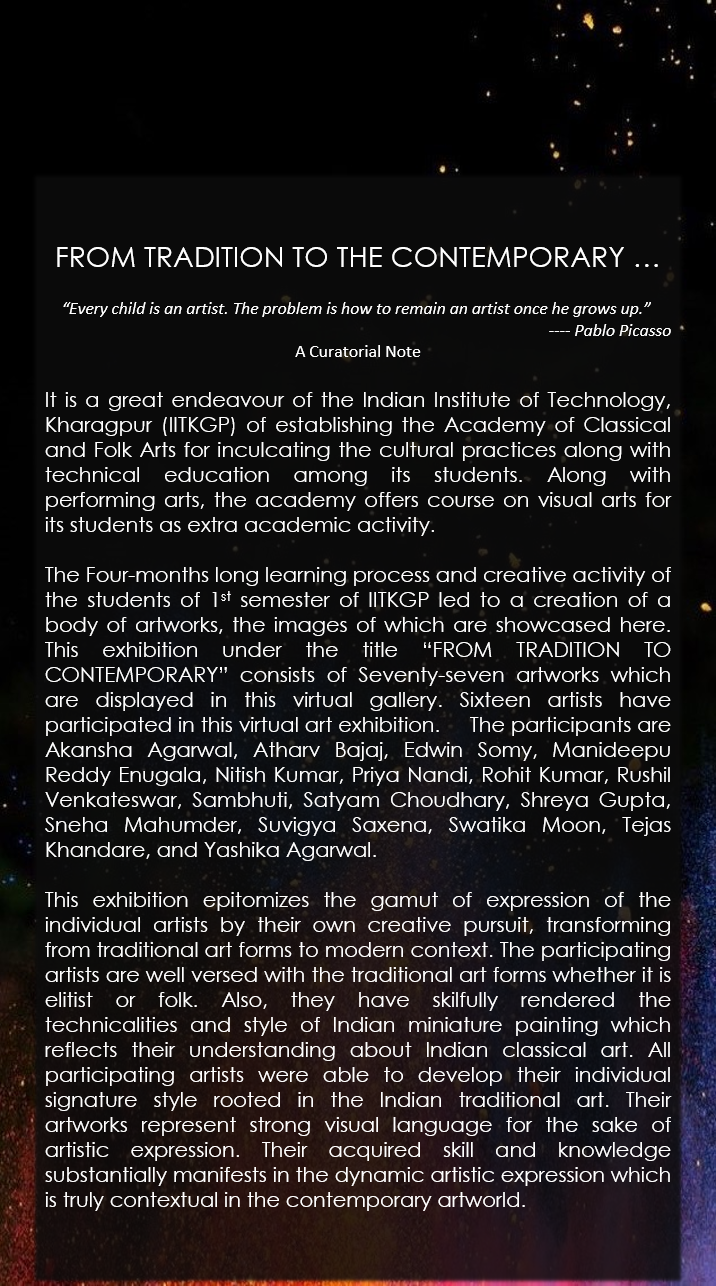 FROM TRADITION TO THE CONTEMPORARY ...
“Every child is an artist. The problem is how to remain an artist once he grows up.”
---- Pablo Picasso
A Curatorial Note
It is a great endeavour of the Indian Institute of Technology,
Kharagpur (IITKGP) of establishing the Academy of Classical
and Folk Arts for inculcating the cultural practices along with
technical education among its students. Along with
performing arts, the academy offers course on visual arts for
its students as extra academic activity.
The Four-months long learning process and creative activity of
the students of 1st semester of IITKGP led to a creation of a
body of artworks, the images of which are showcased here.
This exhibition under the title “FROM TRADITION TO
CONTEMPORARY” consists of Seventy-seven artworks which
are displayed in this virtual gallery. Sixteen artists have
participated in this virtual art exhibition. The participants are
Akansha Agarwal, Atharv Bajaj, Edwin Somy, Manideepu
Reddy Enugala, Nitish Kumar, Priya Nandi, Rohit Kumar, Rushil
Venkateswar, Sambhuti, Satyam Choudhary, Shreya Gupta,
Sneha Mahumder, Suvigya Saxena, Swatika Moon, Tejas
Khandare, and Yashika Agarwal.
This exhibition epitomizes the gamut of expression of the
individual artists by their own creative pursuit, transforming
from traditional art forms to modern context. The participating
artists are well versed with the traditional art forms whether it is
elitist or folk. Also, they have skilfully rendered the
technicalities and style of Indian miniature painting which
reflects their understanding about Indian classical art. All
participating artists were able to develop their individual
signature style rooted in the Indian traditional art. Their
artworks represent strong visual language for the sake of
artistic expression. Their acquired skill and knowledge
substantially manifests in the dynamic artistic expression which
is truly contextual in the contemporary artworld.